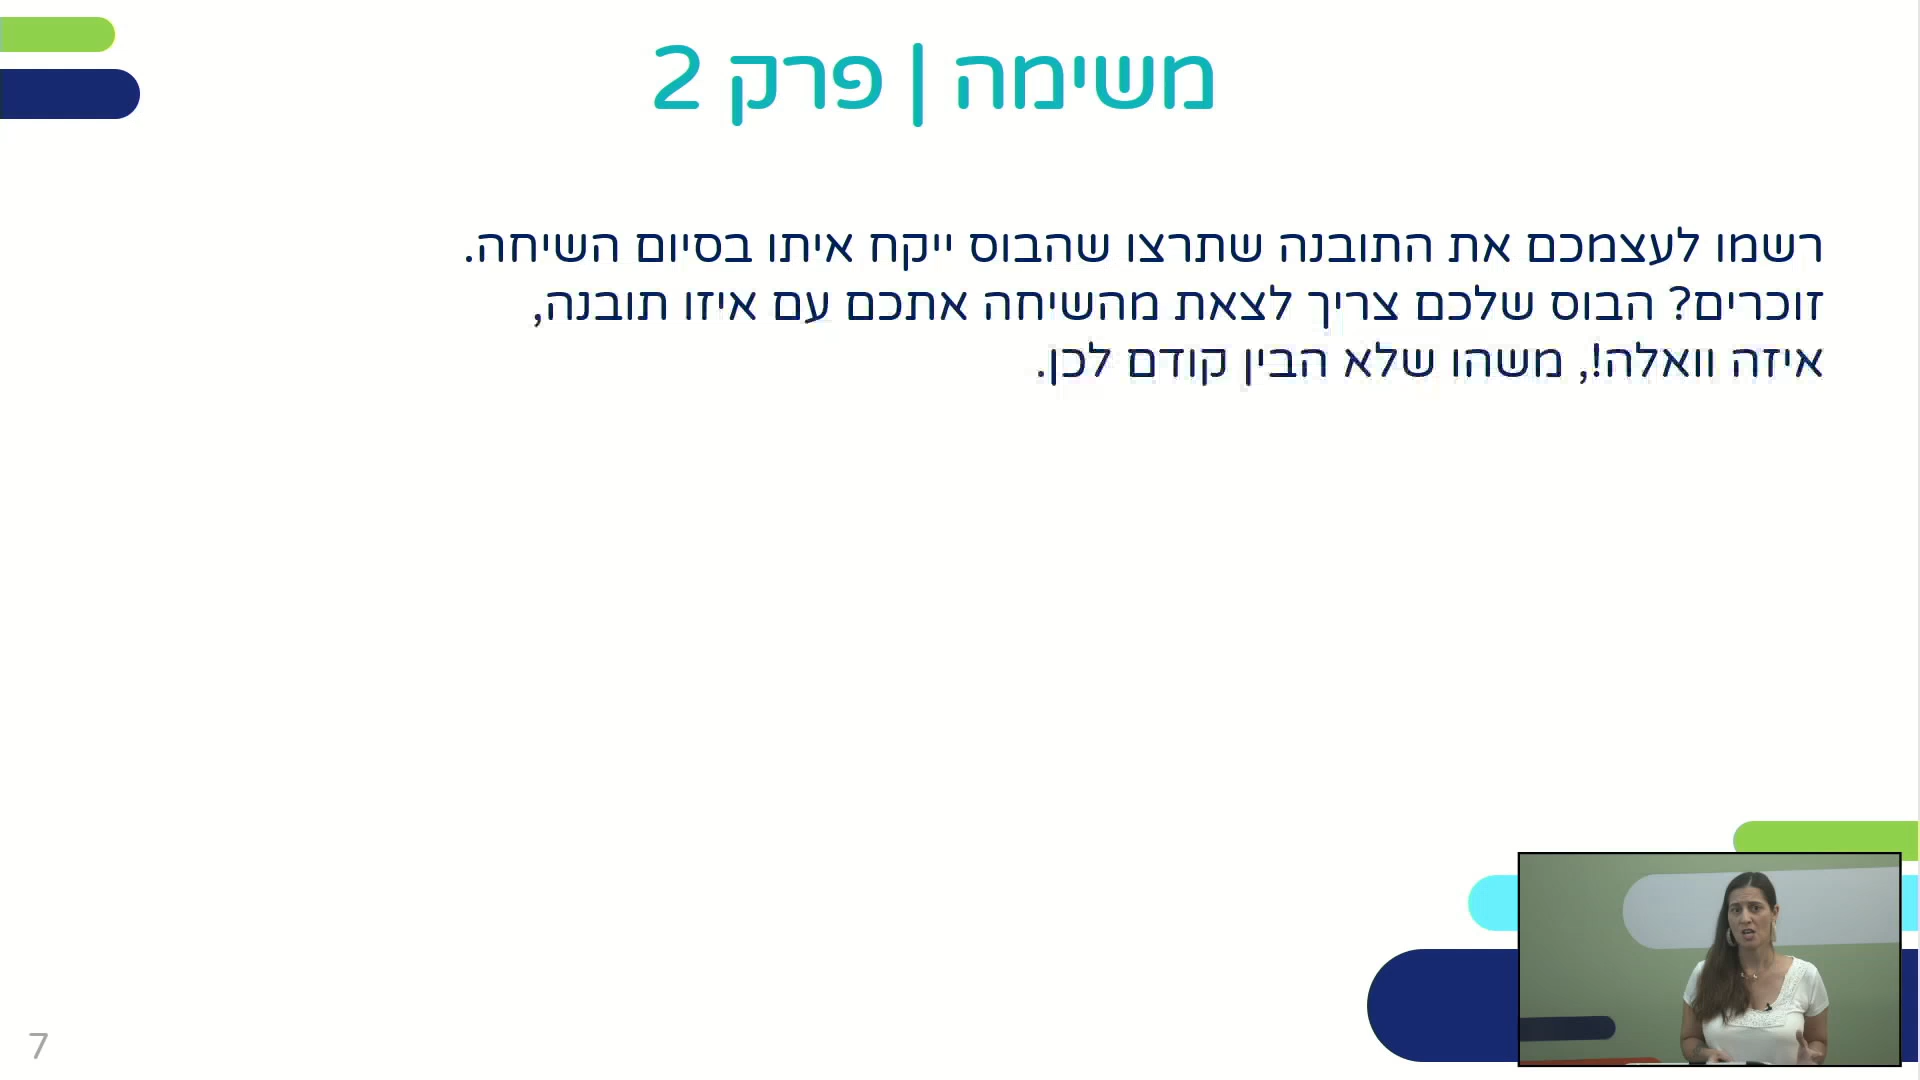 משימה | פרק 2
רשמו לעצמכם את התובנה שתרצו שהבוס ייקח איתו בסיום השיחה.
זוכרים? הבוס שלכם צריך לצאת מהשיחה אתכם עם איזו תובנה,
איזה וואלה!, משהו שלא הבין קודם לכן.
7